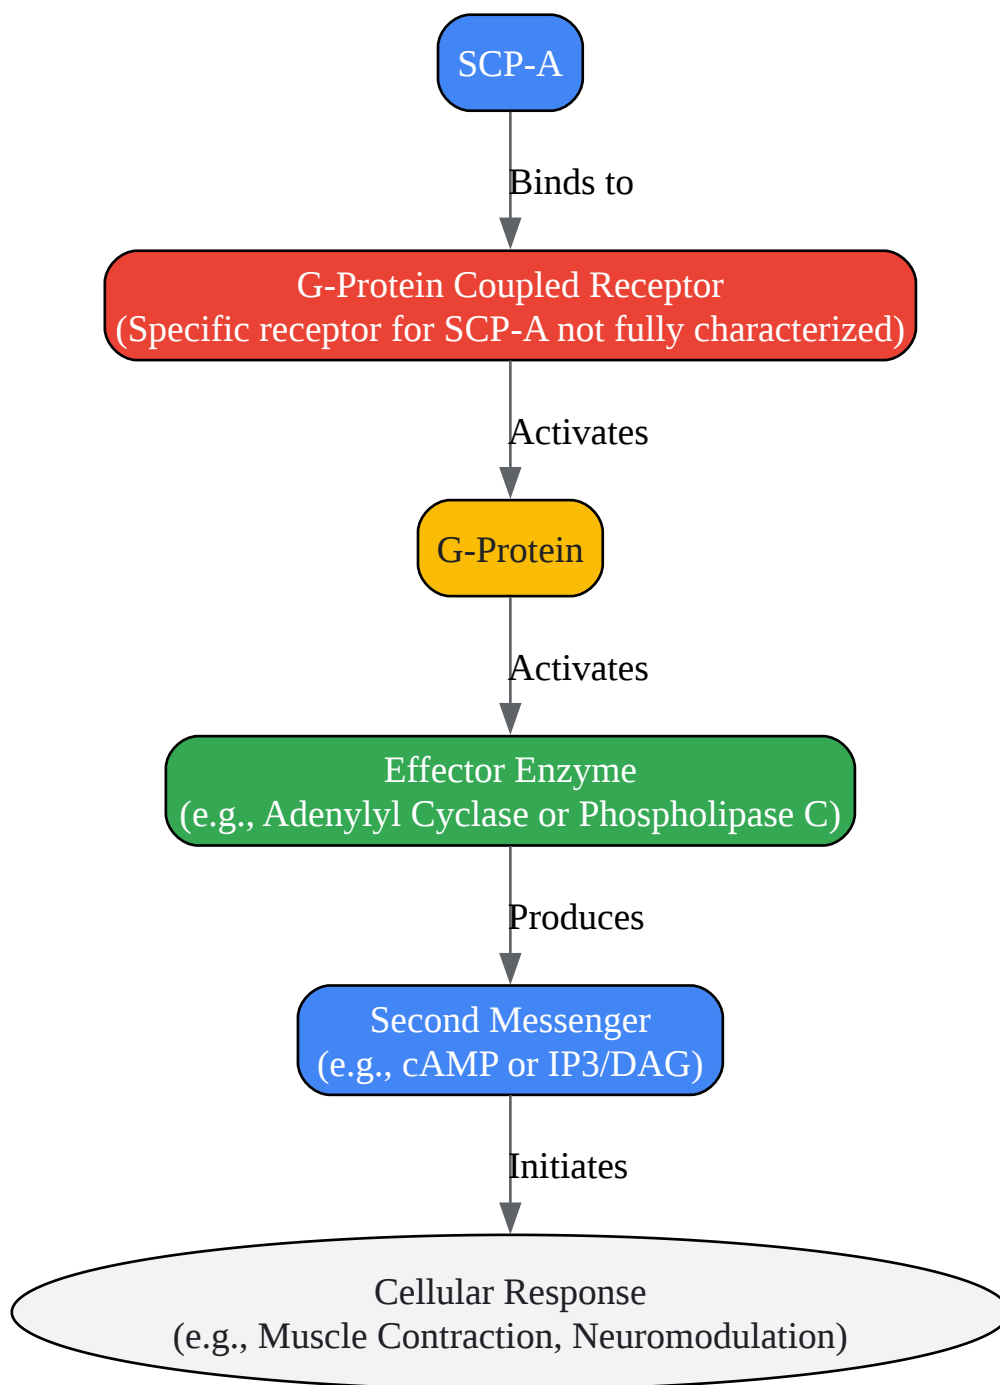 SCP-A
Binds to
G-Protein Coupled Receptor
(Specific receptor for SCP-A not fully characterized)
Activates
G-Protein
Activates
Effector Enzyme
(e.g., Adenylyl Cyclase or Phospholipase C)
Produces
Second Messenger
(e.g., cAMP or IP3/DAG)
Initiates
Cellular Response
(e.g., Muscle Contraction, Neuromodulation)